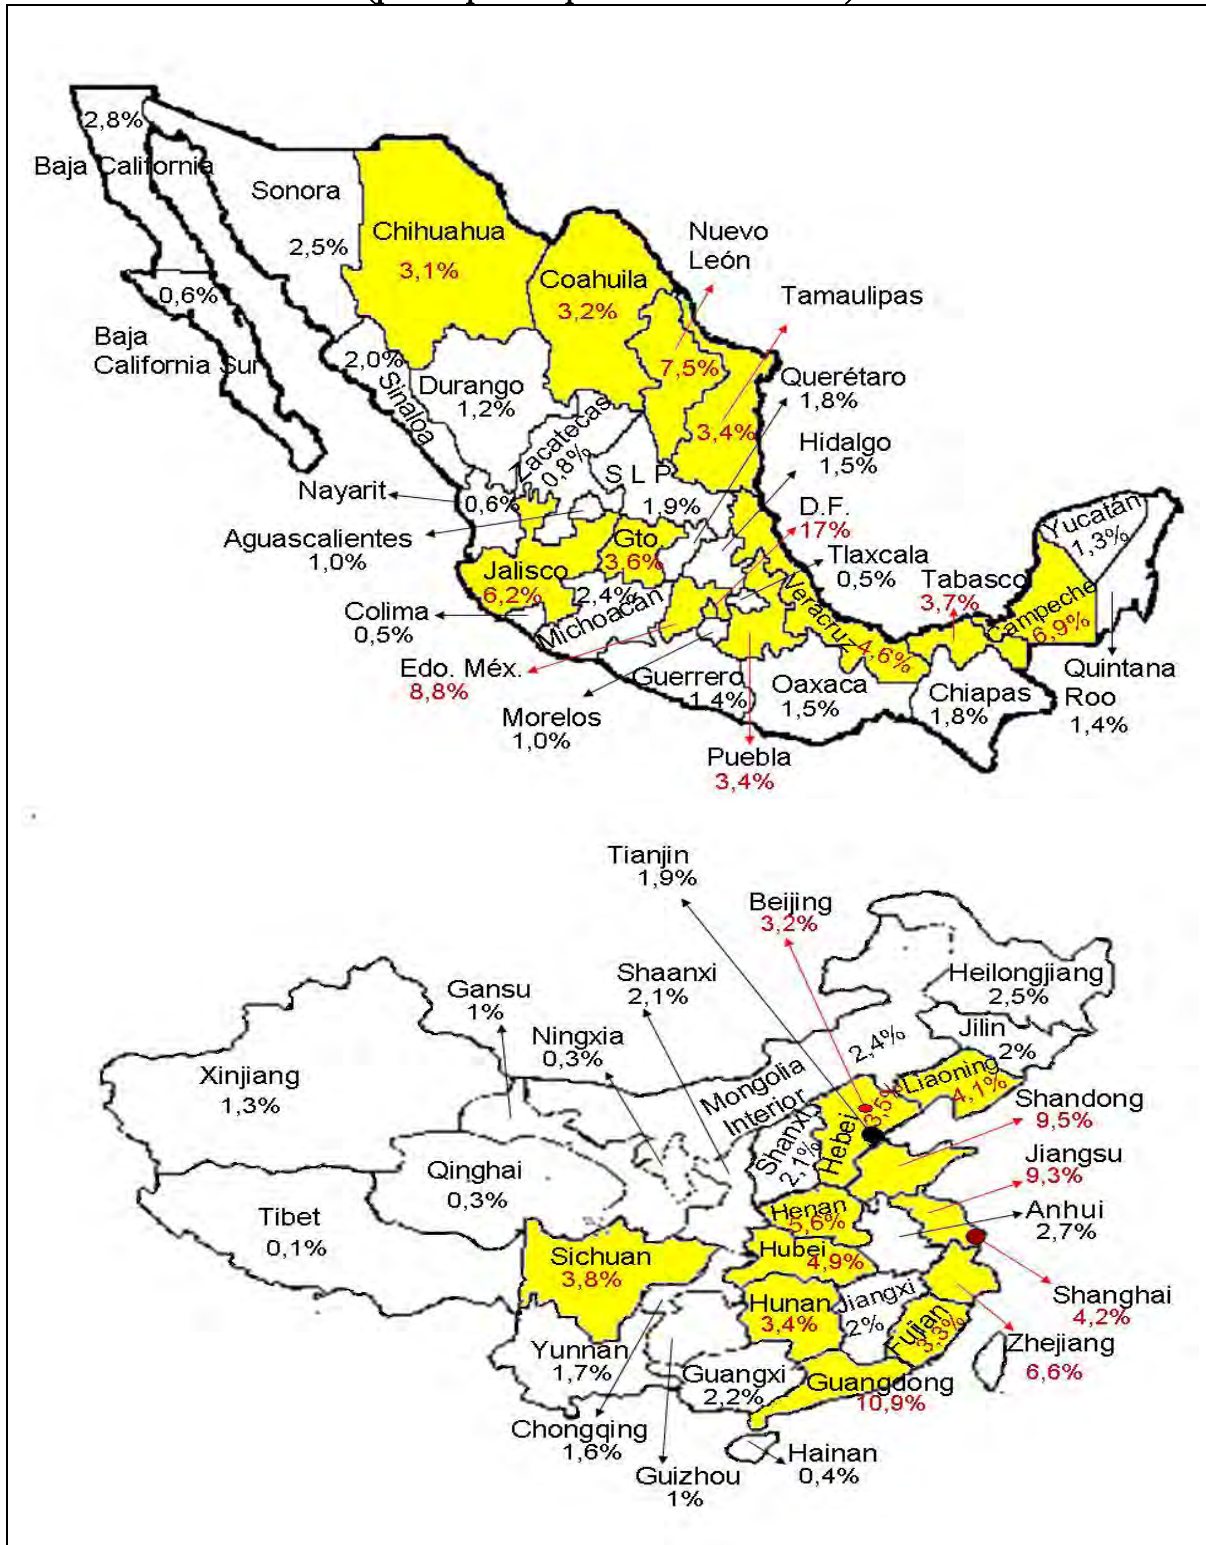 2,8%
Baja California
Sonora
2,5%
Chihuahua
3,1%
Coahuila
3,2%
Nuevo
León
7,5%
Tamaulipas
3,4%
0,6%
Baja
California Sur
2,0%
Sinaloa
Durango
1,2%
Zacatecas
0,8%
S L P
1,9%
Querétaro
1,8%
Hidalgo
1,5%
D.F.
17%
Tlaxcala
0,5%
Nayarit
0,6%
Aguascalientes
1,0%
Gto
3,6%
Jalisco
6,2%
2,4%
Michoacán
Colima
0,5%
Edo. Méx.
8,8%
Morelos
1,0%
Guerrero
1,4%
Puebla
3,4%
Veracruz
4,6%
Oaxaca
1,5%
Tabasco
3,7%
Chiapas
1,8%
Campeche
6,9%
Yucatán
1,3%
Quintana
Roo
1,4%
Tianjin
1,9%
Beijing
3,2%
Shaanxi
2,1%
Gansu
1%
Ningxia
0,3%
Heilongjiang
2,5%
Jilin
2%
2,4%
Mongolia
Interior
Xinjiang
1,3%
Liaoning
4,1%
Hebei
3,5%
Shanxi
2,1%
Shandong
9,5%
Jiangsu
9,3%
Anhui
2,7%
Qinghai
0,3%
Tibet
0,1%
Henan
5,6%
Sichuan
3,8%
Hubei
4,9%
Shanghai
4,2%
Hunan
3,4%
Jiangxi
2%
Fujian
3,3%
Zhejiang
6,6%
Yunnan
1,7%
Guangxi
2,2%
Guangdong
10,9%
Chongqing
1,6%
Guizhou
1%
Hainan
0,4%